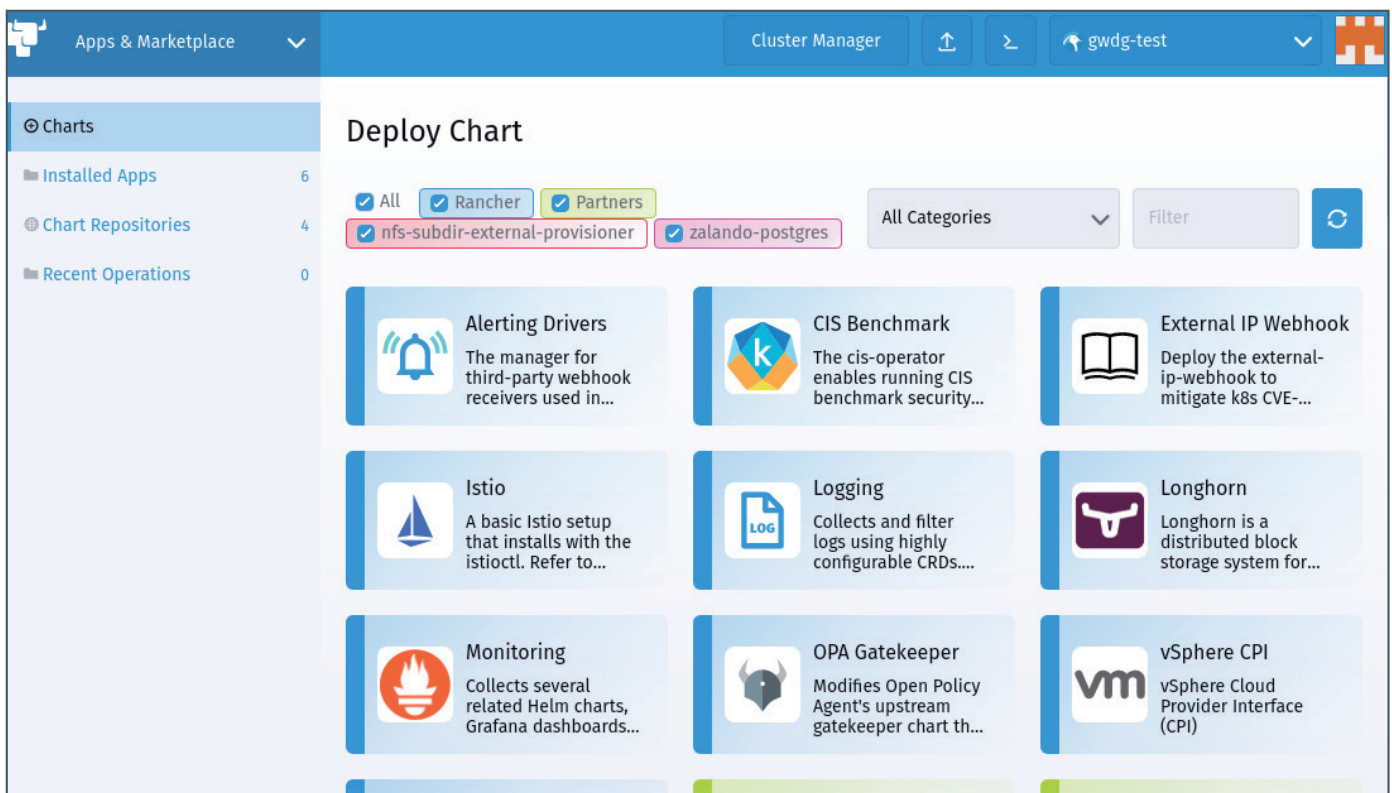 Apps & Marketplace
Cluster Manager
gwdg-test
Charts
Installed Apps 6
Chart Repositories 4
Recent Operations 0
Deploy Chart
All
Rancher
Partners
nfs-subdir-external-provisioner
zalando-postgres
All Categories
Filter
Alerting Drivers
The manager for
third-party webhook
receivers used in...
CIS Benchmark
The cis-operator
enables running CIS
benchmark security...
External IP Webhook
Deploy the external-
ip-webhook to
mitigate k8s CVE-...
Istio
A basic Istio setup
that installs with the
istioctl. Refer to...
LOG
Logging
Collects and filter
logs using highly
configurable CRDs....
Longhorn
Longhorn is a
distributed block
storage system for...
Monitoring
Collects several
related Helm charts,
Grafana dashboards...
OPA Gatekeeper
Modifies Open Policy
Agent's upstream
gatekeeper chart th...
vm
vSphere CPI
vSphere Cloud
Provider Interface
(CPI)
k